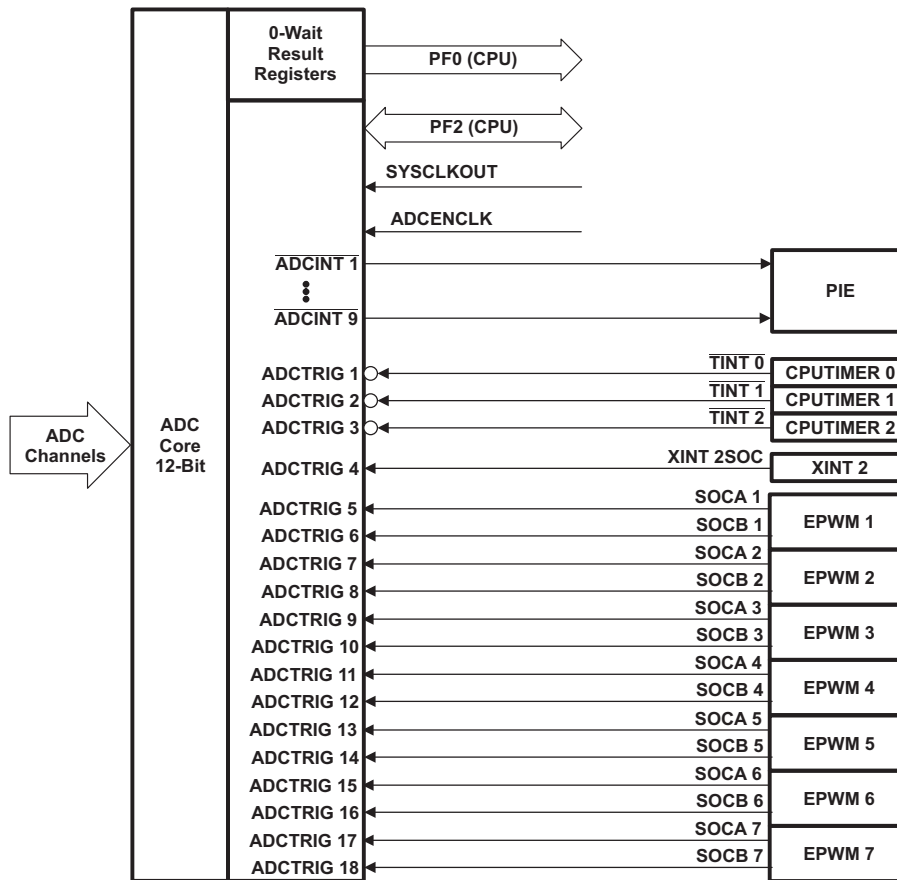 0-Wait
Result
Registers
PF0 (CPU)
PF2 (CPU)
SYSCLKOUT
ADCENCLK
ADCINT 1
PIE
ADCINT 9
TINT 0
ADCTRIG 1
CPUTIMER 0
TINT 1
ADCTRIG 2
CPUTIMER 1
TINT 2
ADCTRIG 3
CPUTIMER 2
ADC
Channels
ADC
Core
12-Bit
XINT 2SOC
ADCTRIG 4
XINT 2
SOCA 1
ADCTRIG 5
EPWM 1
SOCB 1
ADCTRIG 6
SOCA 2
ADCTRIG 7
EPWM 2
SOCB 2
ADCTRIG 8
SOCA 3
ADCTRIG 9
EPWM 3
SOCB 3
ADCTRIG 10
SOCA 4
ADCTRIG 11
EPWM 4
SOCB 4
ADCTRIG 12
SOCA 5
ADCTRIG 13
EPWM 5
SOCB 5
ADCTRIG 14
SOCA 6
ADCTRIG 15
EPWM 6
SOCB 6
ADCTRIG 16
SOCA 7
ADCTRIG 17
EPWM 7
SOCB 7
ADCTRIG 18